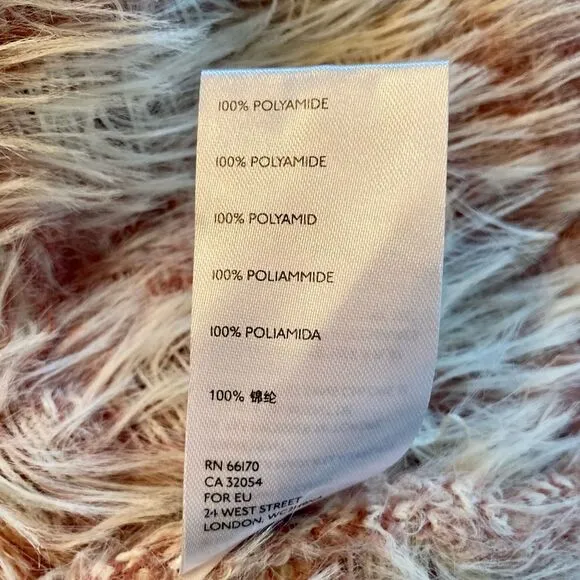 100% POLYAMIDE
100% POLYAMIDE
100% POLYAMID
100% POLIAMMIDE
100% POLIAMIDA
100% 锦纶
RN 66170
CA 32054
FOR EU
24 WEST STREET
LONDON,